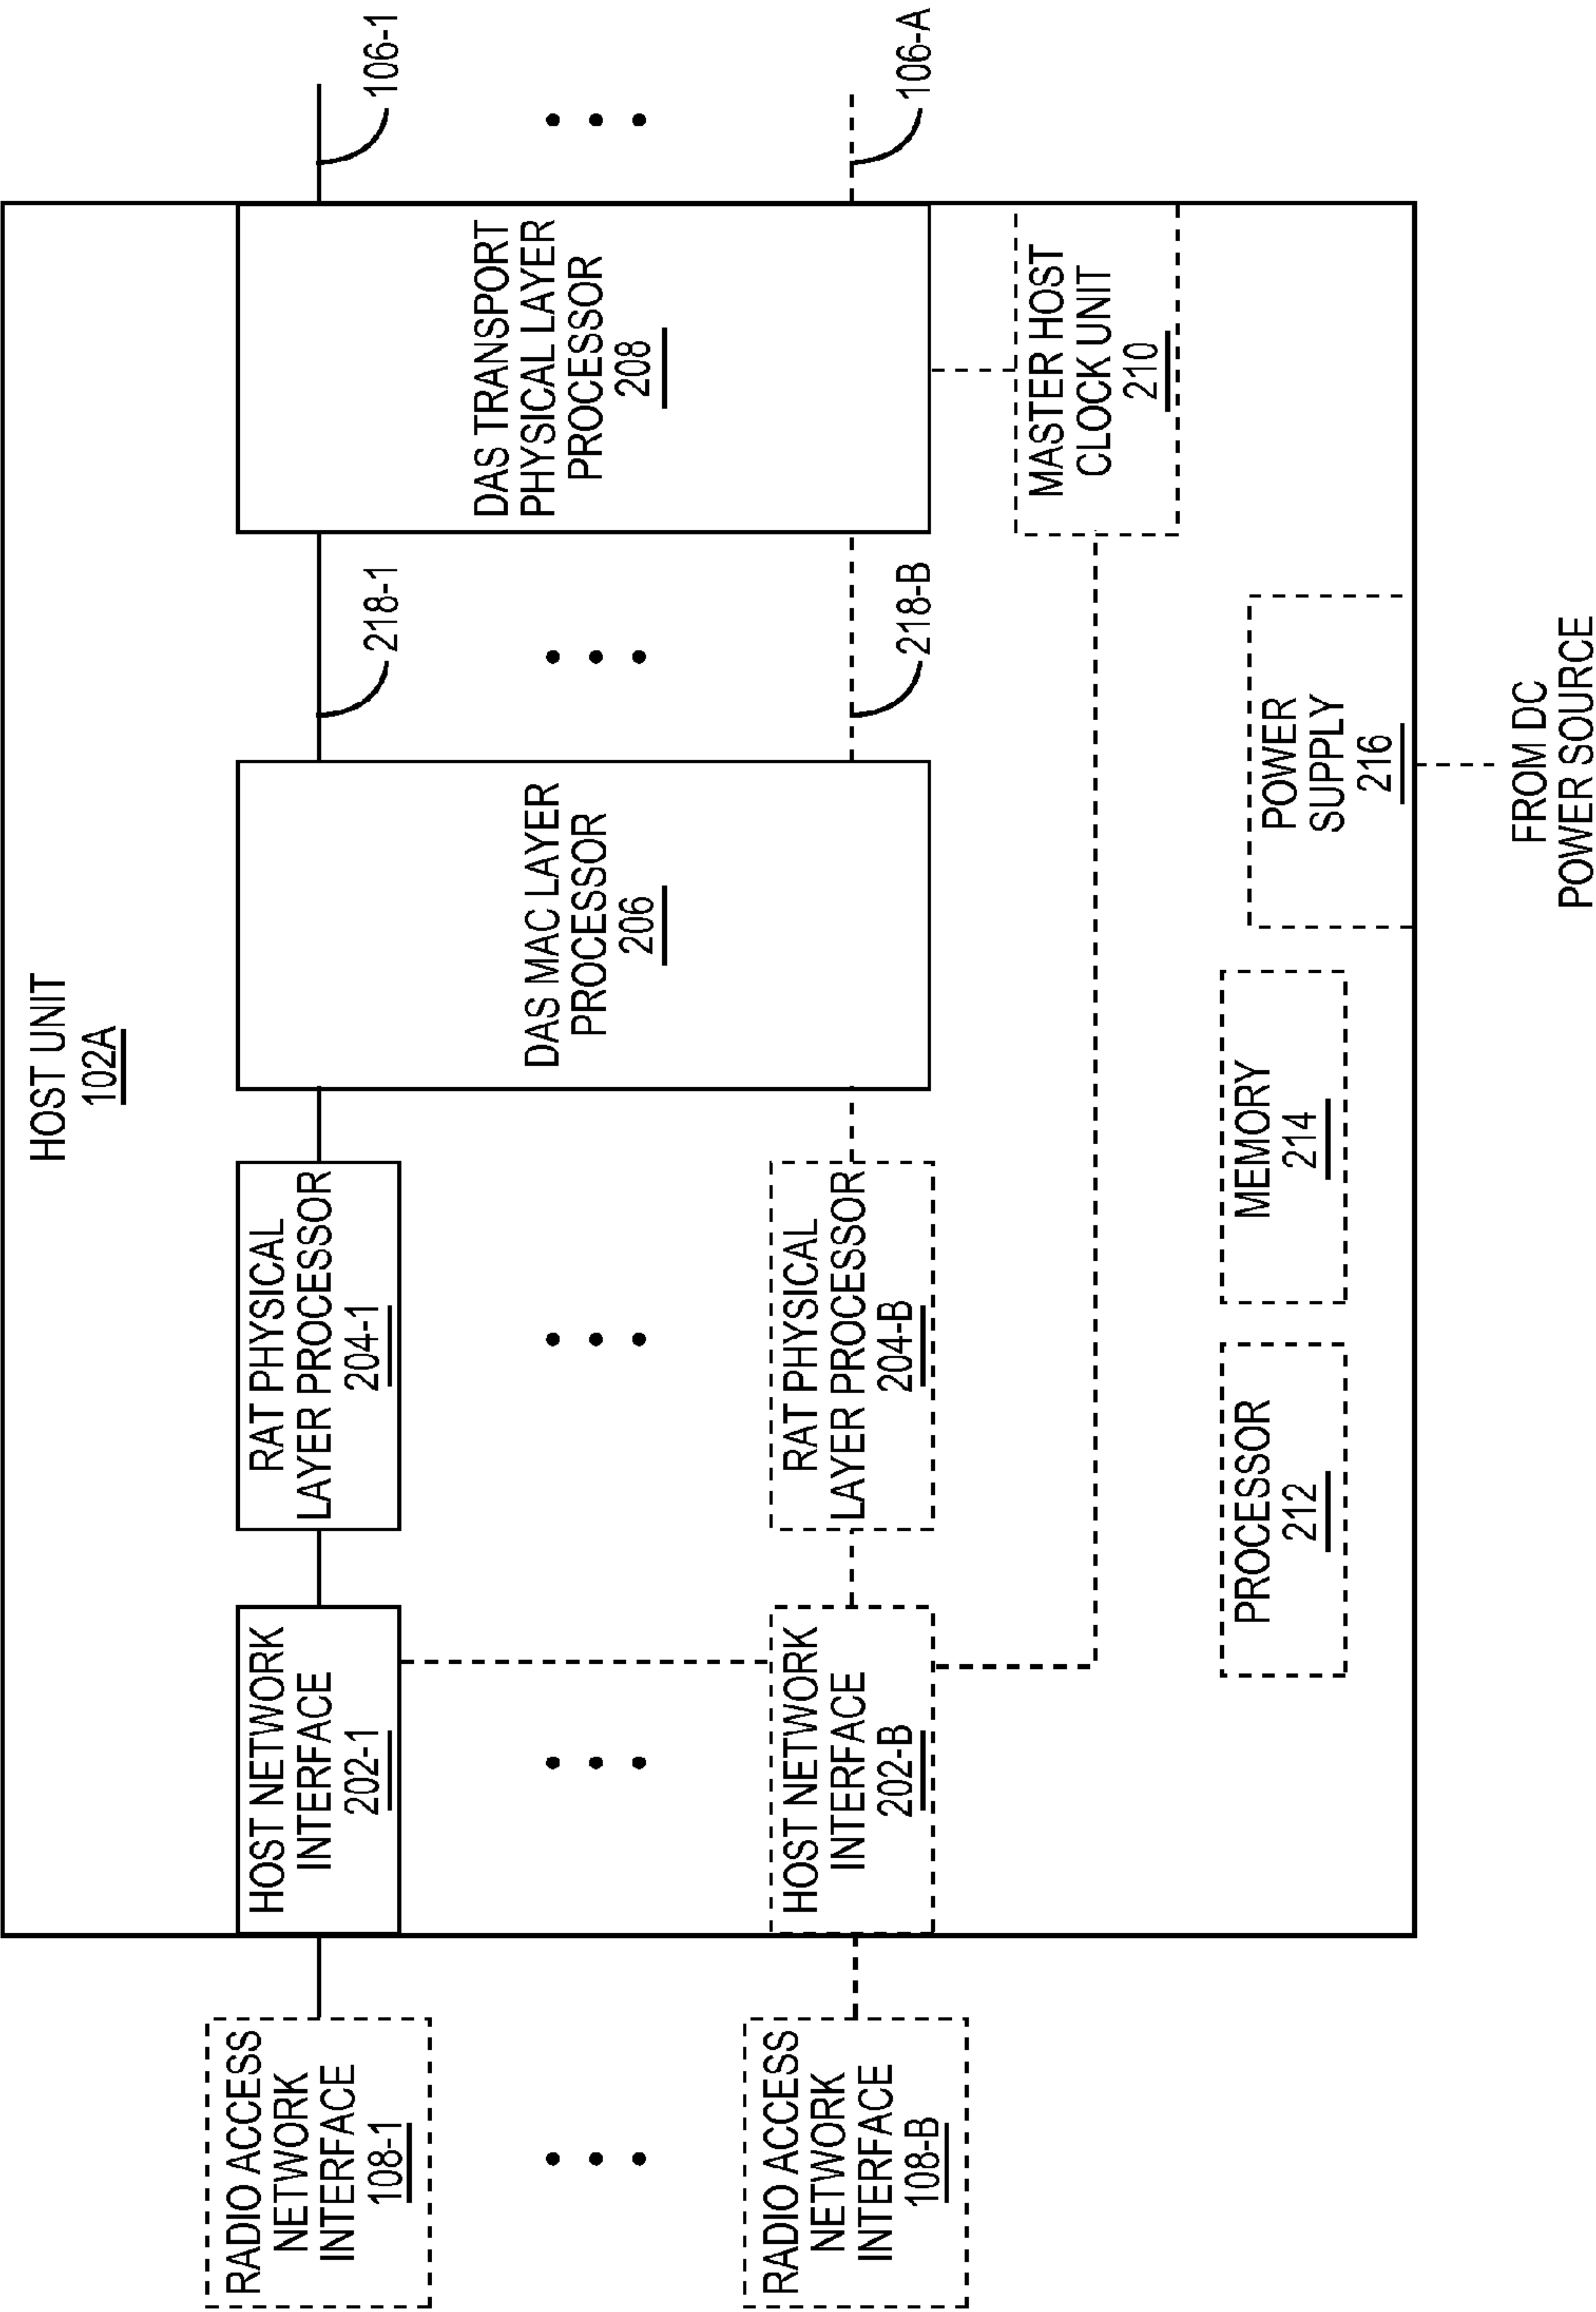 HOST UNIT
102A
RADIO ACCESS
NETWORK
INTERFACE
108-1
HOST NETWORK
INTERFACE
202-1
RAT PHYSICAL
LAYER PROCESSOR
204-1
DAS MAC LAYER
PROCESSOR
206
218-1
DAS TRANSPORT
PHYSICAL LAYER
PROCESSOR
208
106-1
RADIO ACCESS
NETWORK
INTERFACE
108-B
HOST NETWORK
INTERFACE
202-B
RAT PHYSICAL
LAYER PROCESSOR
204-B
218-B
106-A
MASTER HOST
CLOCK UNIT
210
PROCESSOR
212
MEMORY
214
POWER
SUPPLY
216
FROM DC
POWER SOURCE